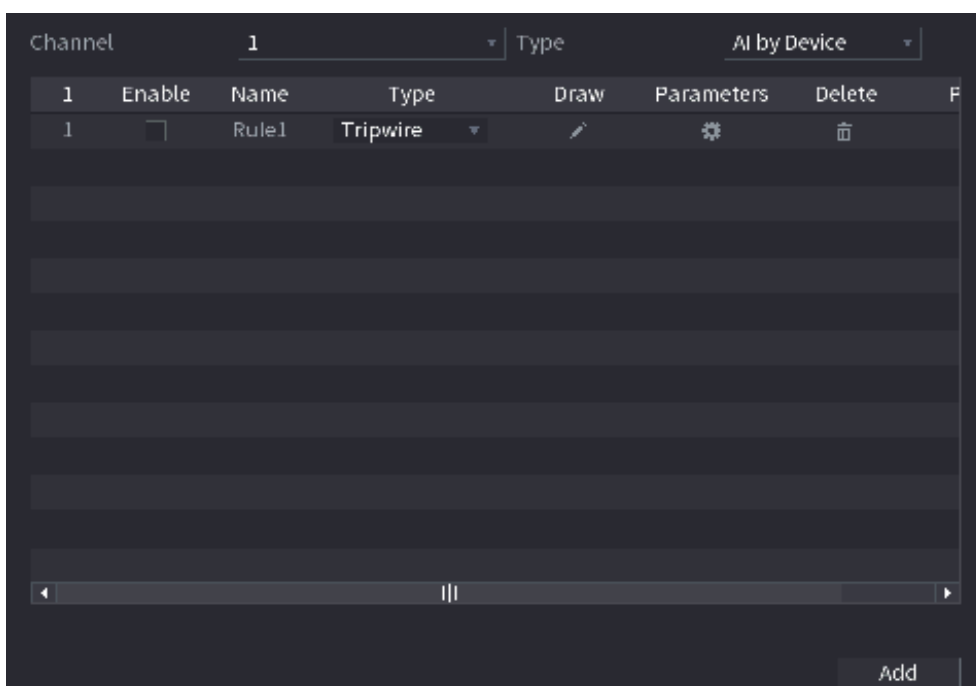 Channel 1 Type AI by Device
1 Enable Name Type Draw Parameters Delete
1 Rule1 Tripwire
Add